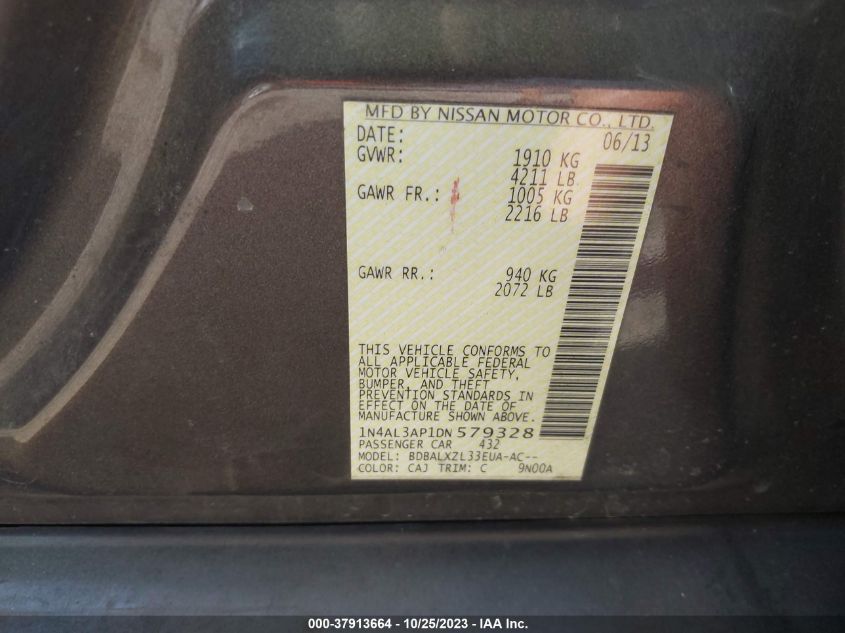 MFD BY NISSAN MOTOR CO., LTD.
DATE: 06/13
GVWR: 1910 KG
4211 LB
GAWR FR.: 1005 KG
2216 LB
GAWR RR.: 940 KG
2072 LB
THIS VEHICLE CONFORMS TO
ALL APPLICABLE FEDERAL
MOTOR VEHICLE SAFETY,
BUMPER, AND THEFT
PREVENTION STANDARDS IN
EFFECT ON THE DATE OF
MANUFACTURE SHOWN ABOVE.
1N4AL3AP1DN 579328
PASSENGER CAR 432
MODEL: BDBALXZL33EUA-AC--
COLOR: CAJ TRIM: C 9N00A
000-37913664 - 10/25/2023 - IAA Inc.